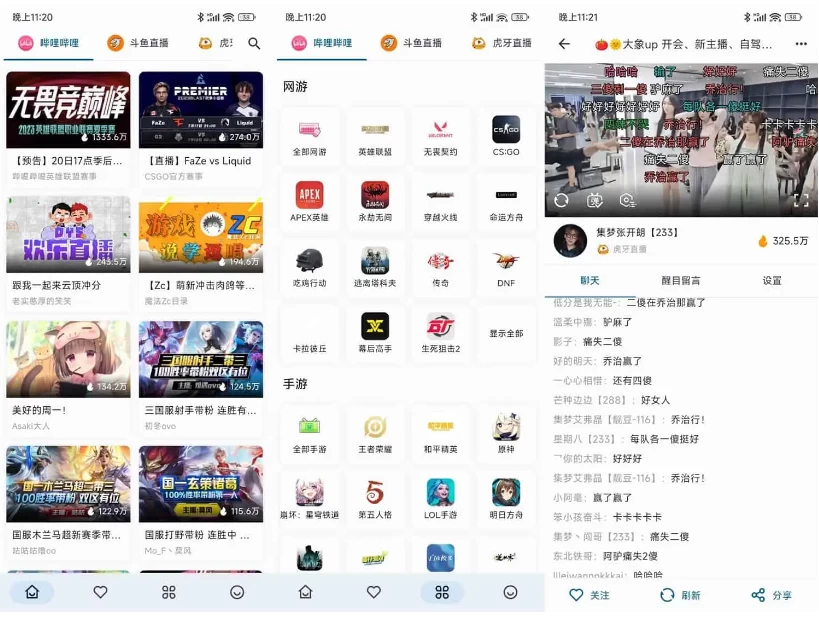 晚上11:20
38
哔哩哔哩
斗鱼直播
虎牙
无畏竞巅峰
2023英雄联盟职业联赛夏季赛
1333.6万
【预告】20日17点季后...
哔哩哔哩英雄联盟赛事
PREMIER
FaZe
Liquid
274.0万
【直播】FaZe vs Liquid
CSGO官方赛事
欢乐直播
243.5万
跟我一起来云顶冲分
老实憨厚的笑笑
游戏
ZC
说学逗唱
194.6万
【Zc】萌新冲击肉鸽等...
魔法Zc目录
134.2万
美好的周一！
Asaki大人
三国服射手二带三
100胜率带粉 双区有位
124.5万
三国服射手带粉 连胜有...
初冬ovo
国一木兰马超二带三
100胜率带粉 双区有位
122.9万
国服木兰马超新赛季带...
咕咕咕噜oo
国一玄策诸葛
100%胜率带粉第一人
主播:莫风
115.6万
国服打野带粉 连胜中 ...
Mo_F丶莫风
晚上11:20
38
哔哩哔哩
斗鱼直播
虎牙直播
网游
全部网游
英雄联盟
无畏契约
CS:GO
APEX英雄
永劫无间
穿越火线
命运方舟
吃鸡行动
逃离塔科夫
传奇
DNF
卡拉彼丘
幕后高手
生死狙击2
显示全部
手游
全部手游
王者荣耀
和平精英
原神
崩坏：星穹铁道
第五人格
LOL手游
明日方舟
晚上11:21
38
大象up 开会、新主播、自驾...
哈哈哈
好好好
痛失二傻
驴麻了
乔治行！
哈
好好好好好好
每队各一傻挺好
乔治行！
卡卡卡卡卡
二傻在乔治那赢了
痛失二傻
赢了赢了
乔治赢了
集梦张开朗【233】
虎牙直播
325.5万
聊天
醒目留言
设置
低分是我无能-：二傻在乔治那赢了
溫柔中傷：驴麻了
影子：痛失二傻
好的明天：乔治赢了
一心心相惜：还有四傻
芒种边边【288】：好女人
集梦艾弗晶【靓豆-116】：乔治行！
星期八【233】：每队各一傻挺好
乛你的太阳：好好好
集梦艾弗晶【靓豆-116】：乔治行！
小阿毫：赢了赢了
笨小孩奋斗：卡卡卡卡卡
集梦丶闻哥【233】：痛失二傻
东北铁哥：阿驴痛失2傻
哈哈哈
关注
刷新
分享